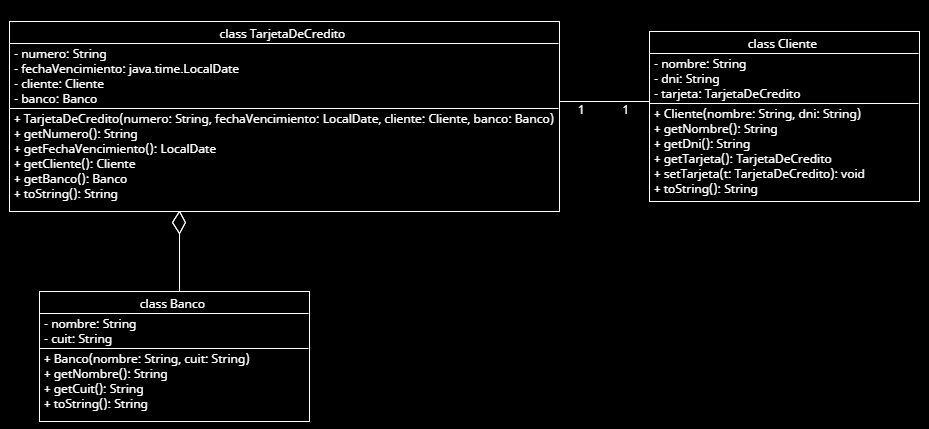 class TarjetaDeCredito
- numero: String
- fechaVencimiento: java.time.LocalDate
- cliente: Cliente
- banco: Banco
+ TarjetaDeCredito(numero: String, fechaVencimiento: LocalDate, cliente: Cliente, banco: Banco)
+ getNumero(): String
+ getFechaVencimiento(): LocalDate
+ getCliente(): Cliente
+ getBanco(): Banco
+ toString(): String
1
1
class Cliente
- nombre: String
- dni: String
- tarjeta: TarjetaDeCredito
+ Cliente(nombre: String, dni: String)
+ getNombre(): String
+ getDni(): String
+ getTarjeta(): TarjetaDeCredito
+ setTarjeta(t: TarjetaDeCredito): void
+ toString(): String
class Banco
- nombre: String
- cuit: String
+ Banco(nombre: String, cuit: String)
+ getNombre(): String
+ getCuit(): String
+ toString(): String